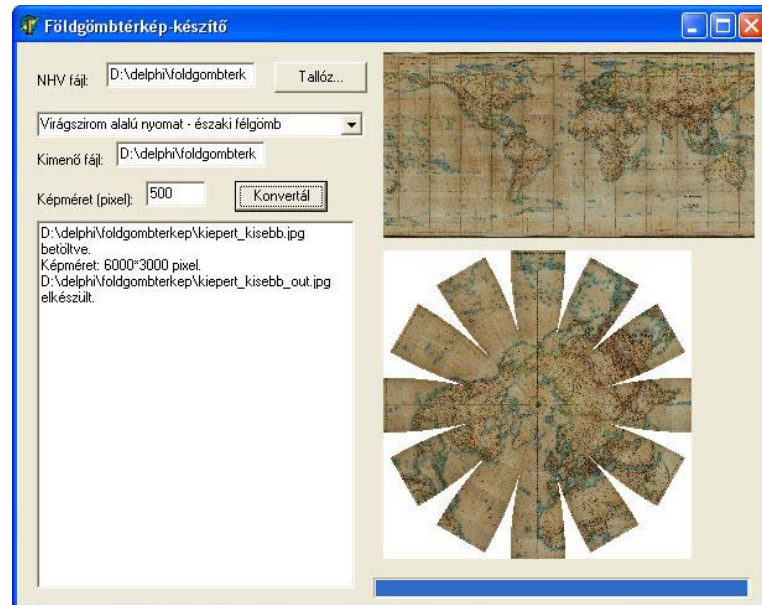 Földgömbtérkép-készítő
NHV fájl: D:\delphi\foldgombterk Tallóz...
Virágszirom alalú nyomat - északi félgömb
Kimenő fájl: D:\delphi\foldgombterk
Képméret (pixel): 500 Konvertál
D:\delphi\foldgombterkep\kiepert_kisebb.jpg
betöltve.
Képméret: 6000*3000 pixel.
D:\delphi\foldgombterkep\kiepert_kisebb_out.jpg
elkészült.